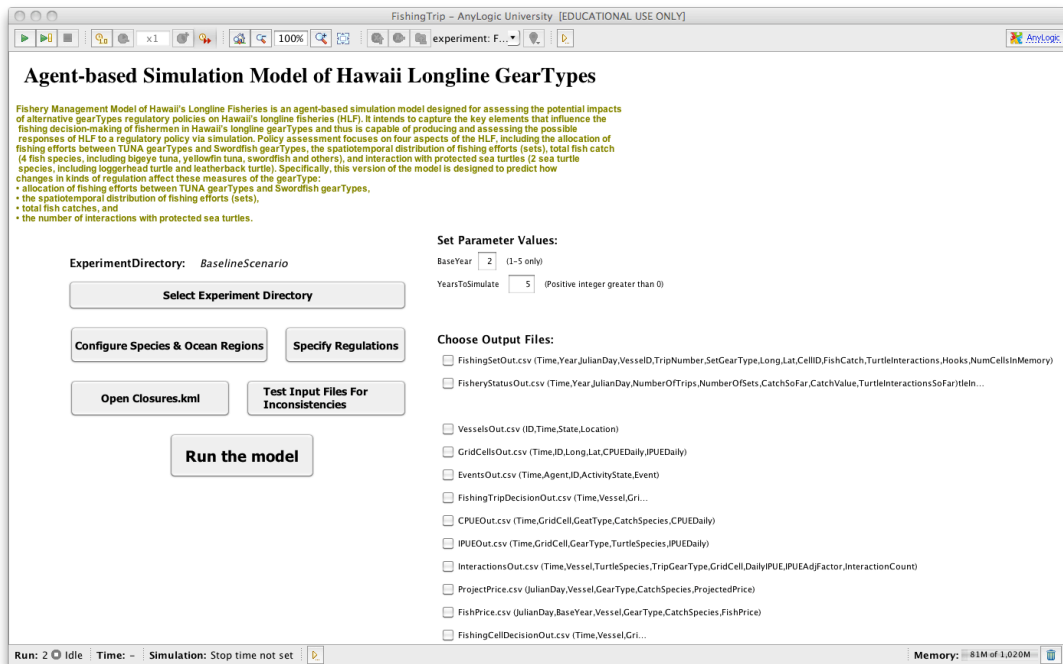 FishingTrip - AnyLogic University [EDUCATIONAL USE ONLY]
x1
100%
experiment: F...
AnyLogic
Agent-based Simulation Model of Hawaii Longline GearTypes
Fishery Management Model of Hawaii's Longline Fisheries is an agent-based simulation model designed for assessing the potential impacts
of alternative gearTypes regulatory policies on Hawaii's longline fisheries (HLF). It intends to capture the key elements that influence the
fishing decision-making of fishermen in Hawaii's longline gearTypes and thus is capable of producing and assessing the possible
responses of HLF to a regulatory policy via simulation. Policy assessment focuses on four aspects of the HLF, including the allocation of
fishing efforts between TUNA gearTypes and Swordfish gearTypes, the spatiotemporal distribution of fishing efforts (sets), total fish catch
(4 fish species, including bigeye tuna, yellowfin tuna, swordfish and others), and interaction with protected sea turtles (2 sea turtle
species, including loggerhead turtle and leatherback turtle). Specifically, this version of the model is designed to predict how
changes in kinds of regulation affect these measures of the gearType:
• allocation of fishing efforts between TUNA gearTypes and Swordfish gearTypes,
• the spatiotemporal distribution of fishing efforts (sets),
• total fish catches, and
• the number of interactions with protected sea turtles.
ExperimentDirectory: BaselineScenario
Select Experiment Directory
Configure Species & Ocean Regions
Specify Regulations
Open Closures.kml
Test Input Files For
Inconsistencies
Run the model
Set Parameter Values:
BaseYear 2 (1-5 only)
YearsToSimulate 5 (Positive integer greater than 0)
Choose Output Files:
FishingSetOut.csv (Time,Year,JulianDay,VesselID,TripNumber,SetGearType,Long,Lat,CellID,FishCatch,TurtleInteractions,Hooks,NumCellsInMemory)
FisheryStatusOut.csv (Time,Year,JulianDay,NumberOfTrips,NumberOfSets,CatchSoFar,CatchValue,TurtleInteractionsSoFar)tleIn...
VesselsOut.csv (ID,Time,State,Location)
GridCellsOut.csv (Time,ID,Long,Lat,CPUEDaily,IPUEDaily)
EventsOut.csv (Time,Agent,ID,ActivityState,Event)
FishingTripDecisionOut.csv (Time,Vessel,Gri...
CPUEOut.csv (Time,GridCell,GeatType,CatchSpecies,CPUEDaily)
IPUEOut.csv (Time,GridCell,GearType,TurtleSpecies,IPUEDaily)
InteractionsOut.csv (Time,Vessel,TurtleSpecies,TripGearType,GridCell,DailyIPUE,IPUEAdjFactor,InteractionCount)
ProjectPrice.csv (JulianDay,Vessel,GearType,CatchSpecies,ProjectedPrice)
FishPrice.csv (JulianDay,BaseYear,Vessel,GearType,CatchSpecies,FishPrice)
FishingCellDecisionOut.csv (Time,Vessel,Gri...
Run: 2 Idle Time: - Simulation: Stop time not set Memory: 81M of 1,020M